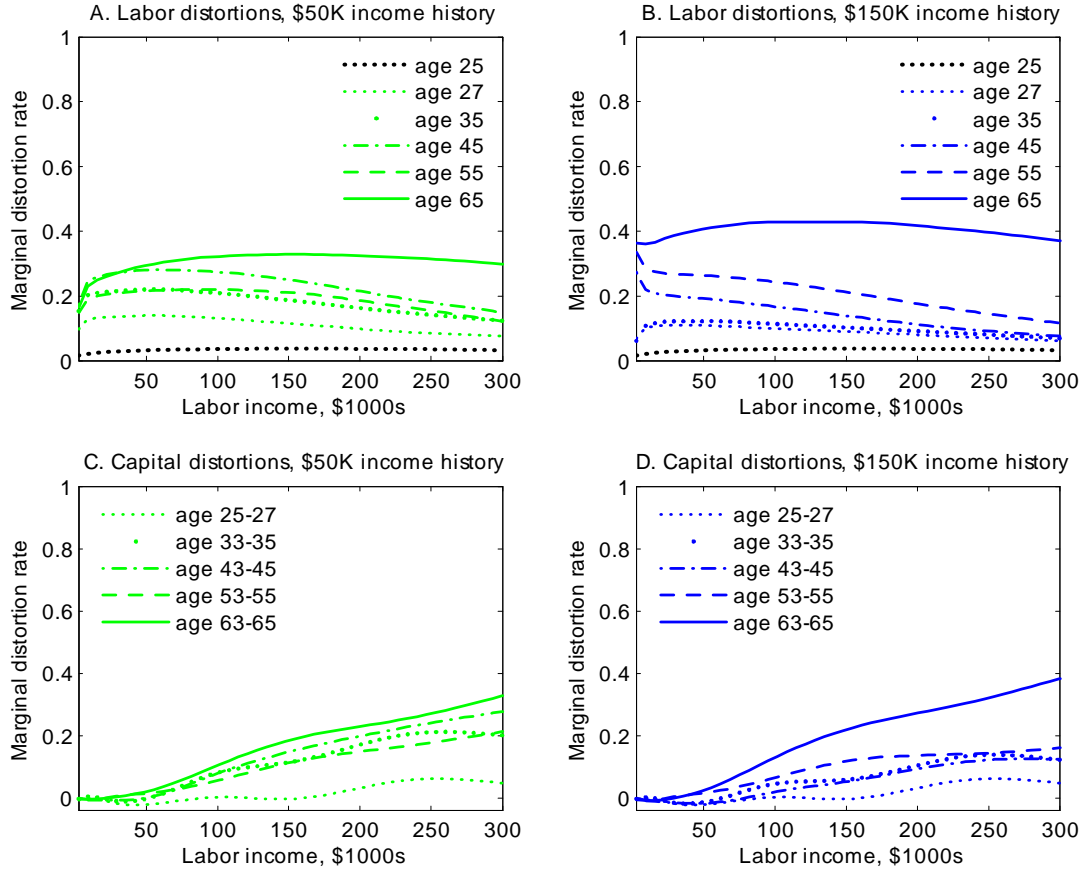 A. Labor distortions, $50K income history
1
0.8
0.6
0.4
0.2
0
Marginal distortion rate
age 25
age 27
age 35
age 45
age 55
age 65
50 100 150 200 250 300
Labor income, $1000s
B. Labor distortions, $150K income history
1
0.8
0.6
0.4
0.2
0
Marginal distortion rate
age 25
age 27
age 35
age 45
age 55
age 65
50 100 150 200 250 300
Labor income, $1000s
C. Capital distortions, $50K income history
1
0.8
0.6
0.4
0.2
0
Marginal distortion rate
age 25-27
age 33-35
age 43-45
age 53-55
age 63-65
50 100 150 200 250 300
Labor income, $1000s
D. Capital distortions, $150K income history
1
0.8
0.6
0.4
0.2
0
Marginal distortion rate
age 25-27
age 33-35
age 43-45
age 53-55
age 63-65
50 100 150 200 250 300
Labor income, $1000s